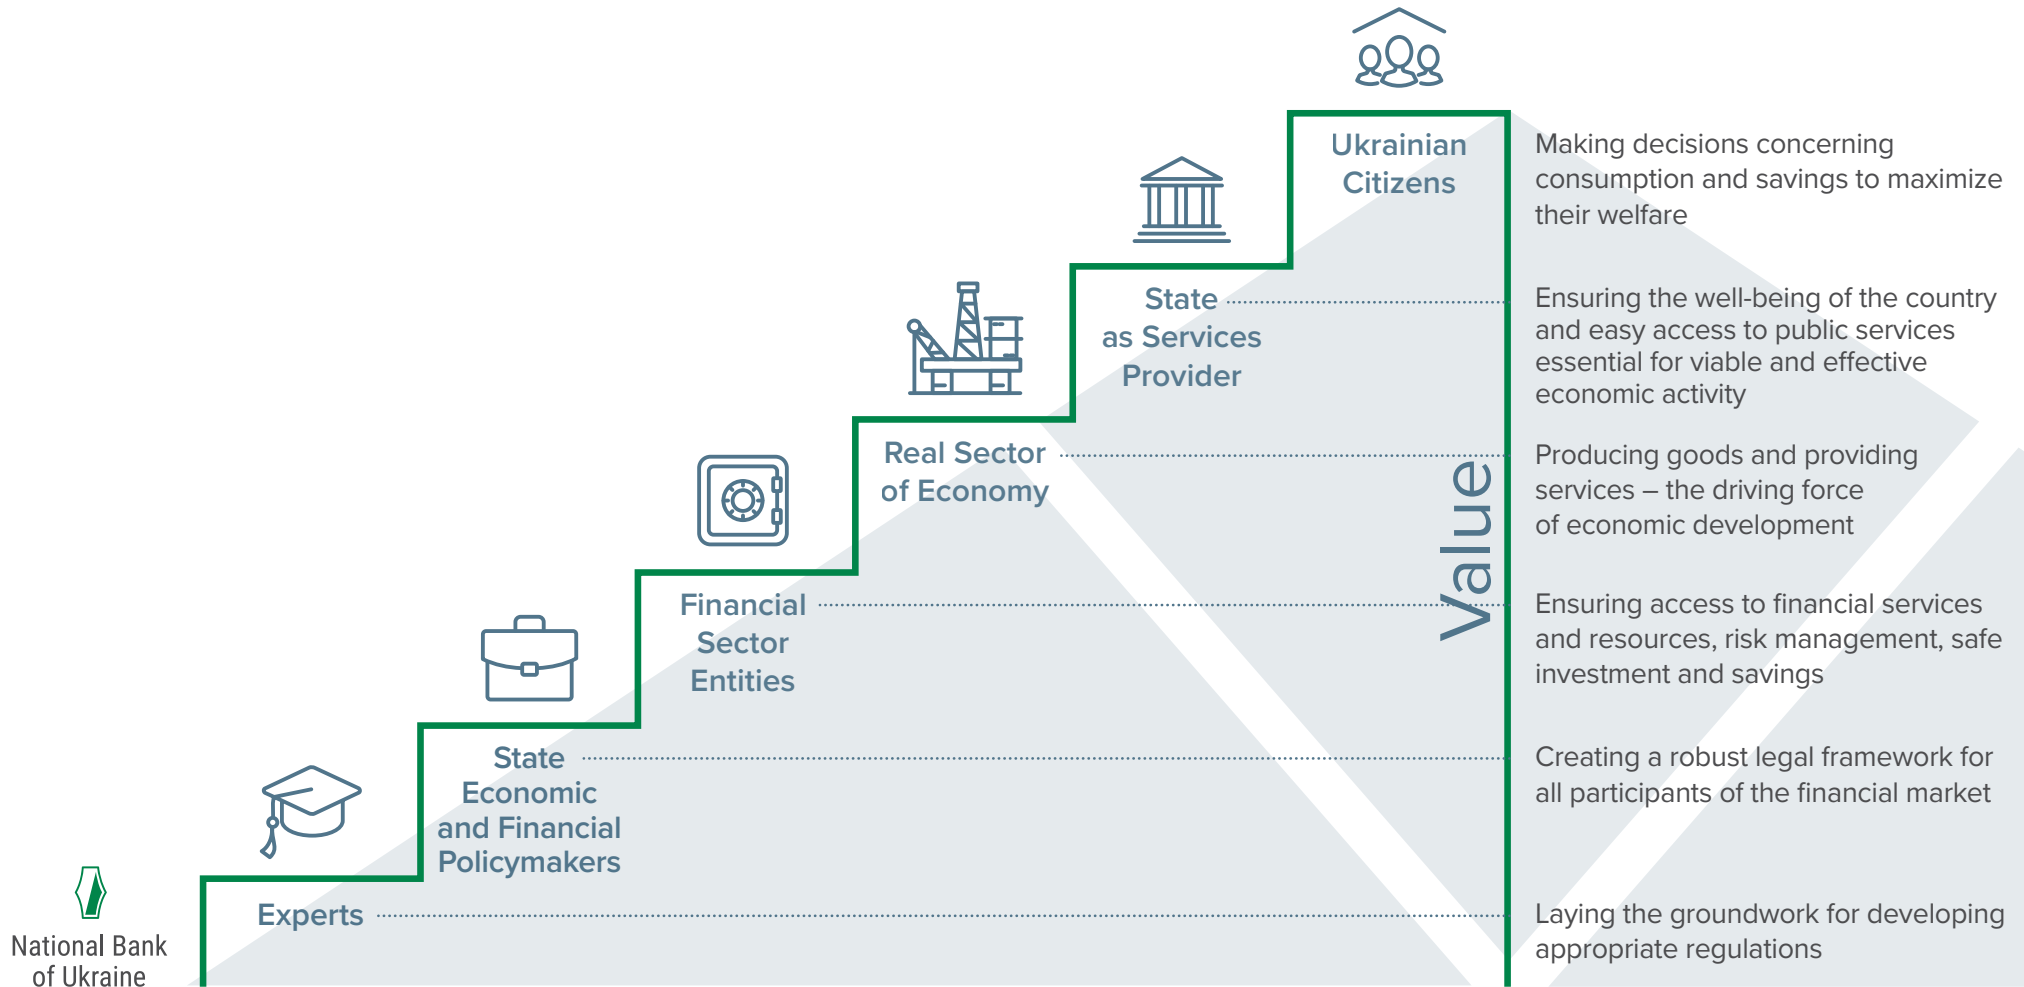 Ukrainian
Citizens
Making decisions concerning
consumption and savings to maximize
their welfare
State
as Services
Provider
Ensuring the well-being of the country
and easy access to public services
essential for viable and effective
economic activity
Real Sector
of Economy
Producing goods and providing
services – the driving force
of economic development
Value
Financial
Sector
Entities
Ensuring access to financial services
and resources, risk management, safe
investment and savings
State
Economic
and Financial
Policymakers
Creating a robust legal framework for
all participants of the financial market
Experts
Laying the groundwork for developing
appropriate regulations
National Bank
of Ukraine